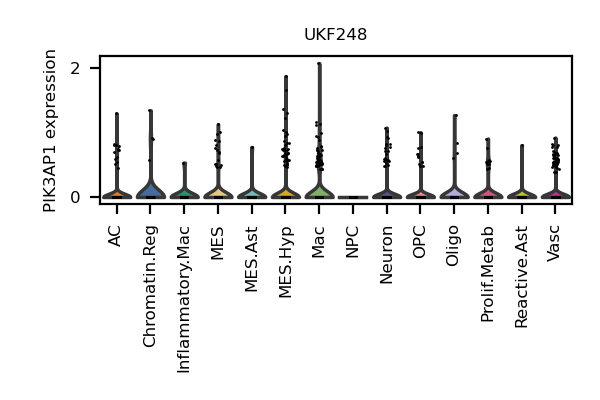 UKF248
PIK3AP1 expression
2
0
AC
Chromatin.Reg
Inflammatory.Mac
MES
MES.Ast
MES.Hyp
Mac
NPC
Neuron
OPC
Oligo
Prolif.Metab
Reactive.Ast
Vasc